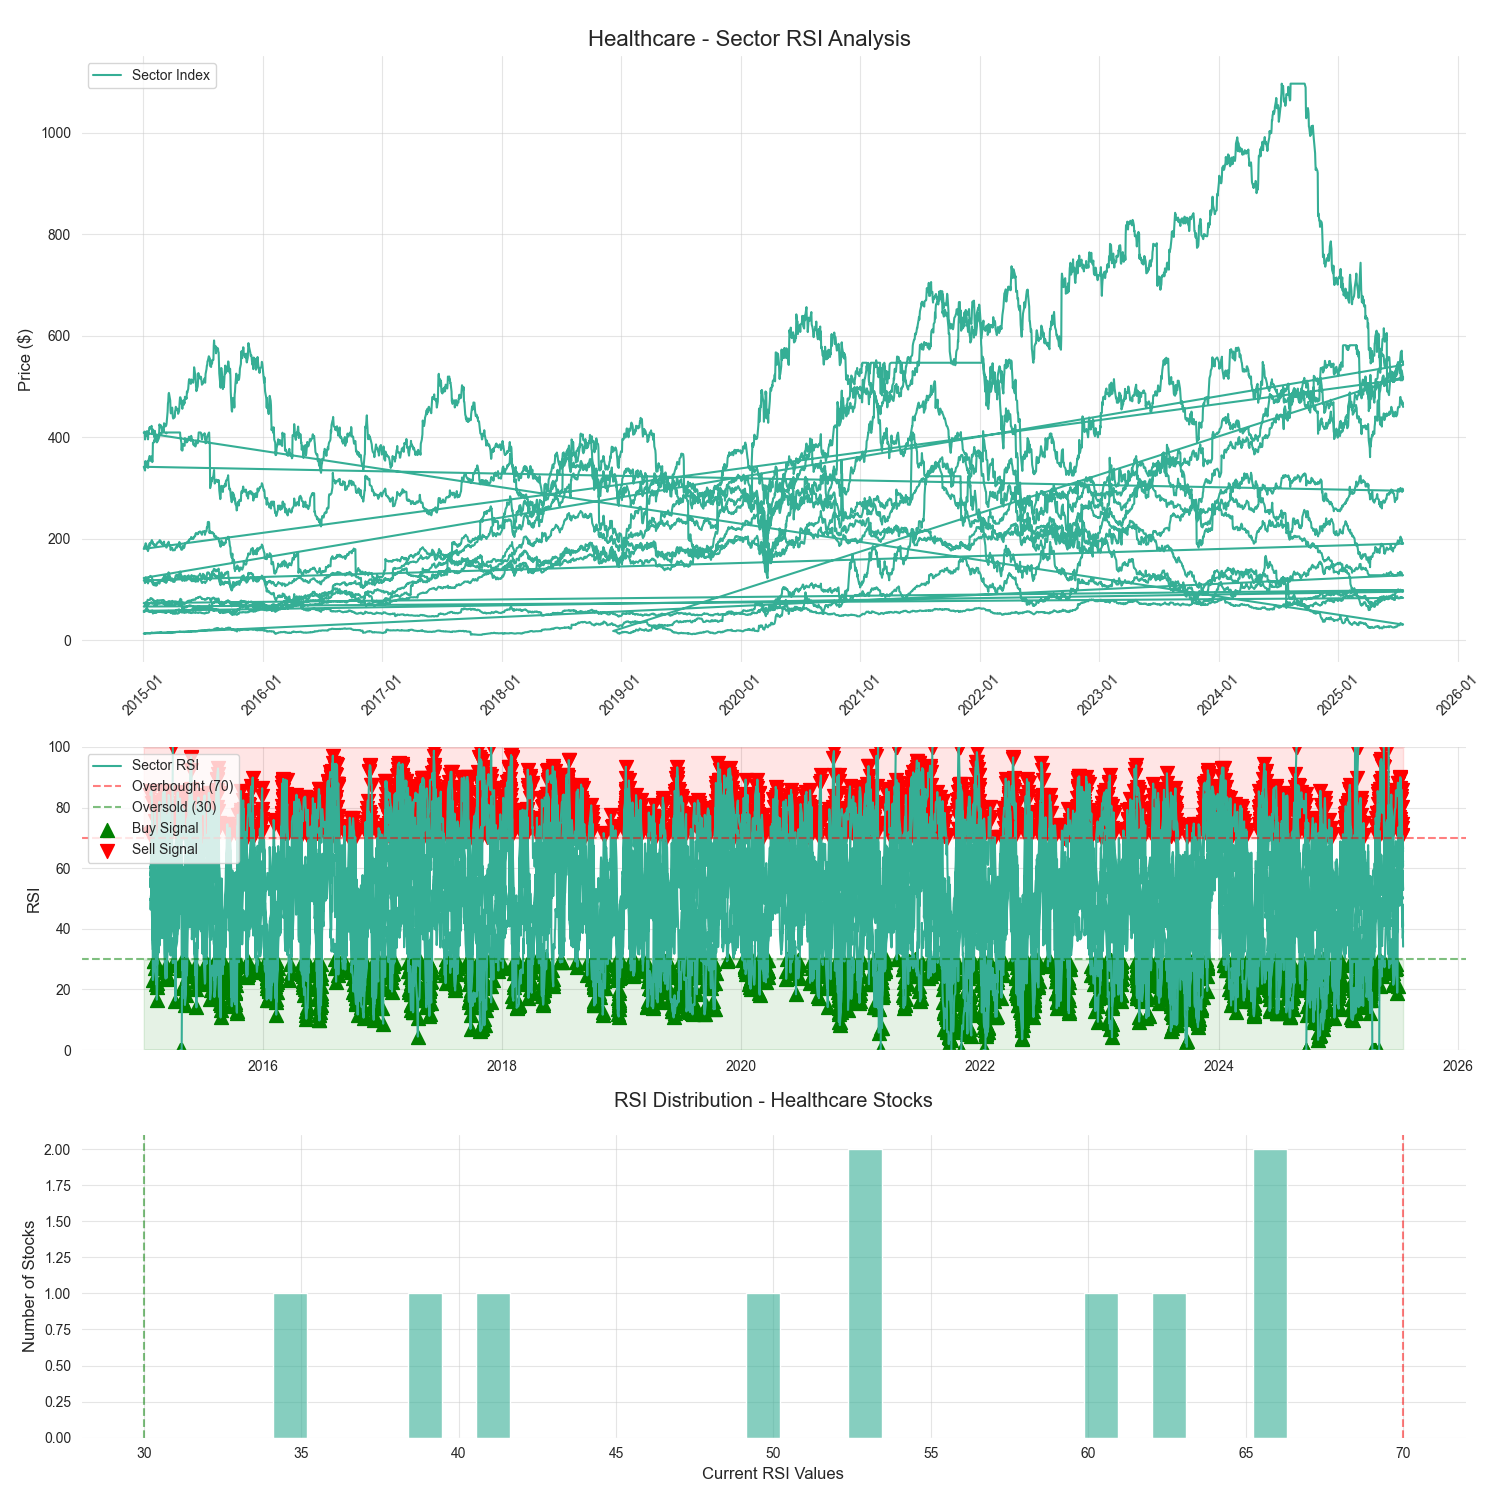 Healthcare - Sector RSI Analysis
Sector Index
Price ($)
1000
800
600
400
200
0
2015-01 2016-01 2017-01 2018-01 2019-01 2020-01 2021-01 2022-01 2023-01 2024-01 2025-01 2026-01
Sector RSI
Overbought (70)
Oversold (30)
Buy Signal
Sell Signal
RSI
100
80
60
40
20
0
2016 2018 2020 2022 2024 2026
RSI Distribution - Healthcare Stocks
Number of Stocks
2.00
1.75
1.50
1.25
1.00
0.75
0.50
0.25
0.00
30 35 40 45 50 55 60 65 70
Current RSI Values